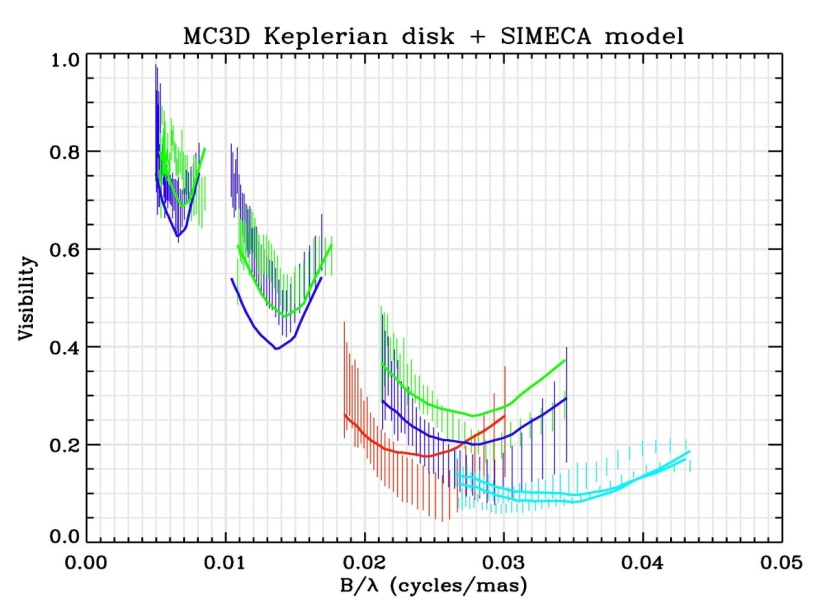 MC3D Keplerian disk + SIMECA model
1.0
0.8
0.6
0.4
0.2
0.0
Visibility
0.00 0.01 0.02 0.03 0.04 0.05
B/λ (cycles/mas)